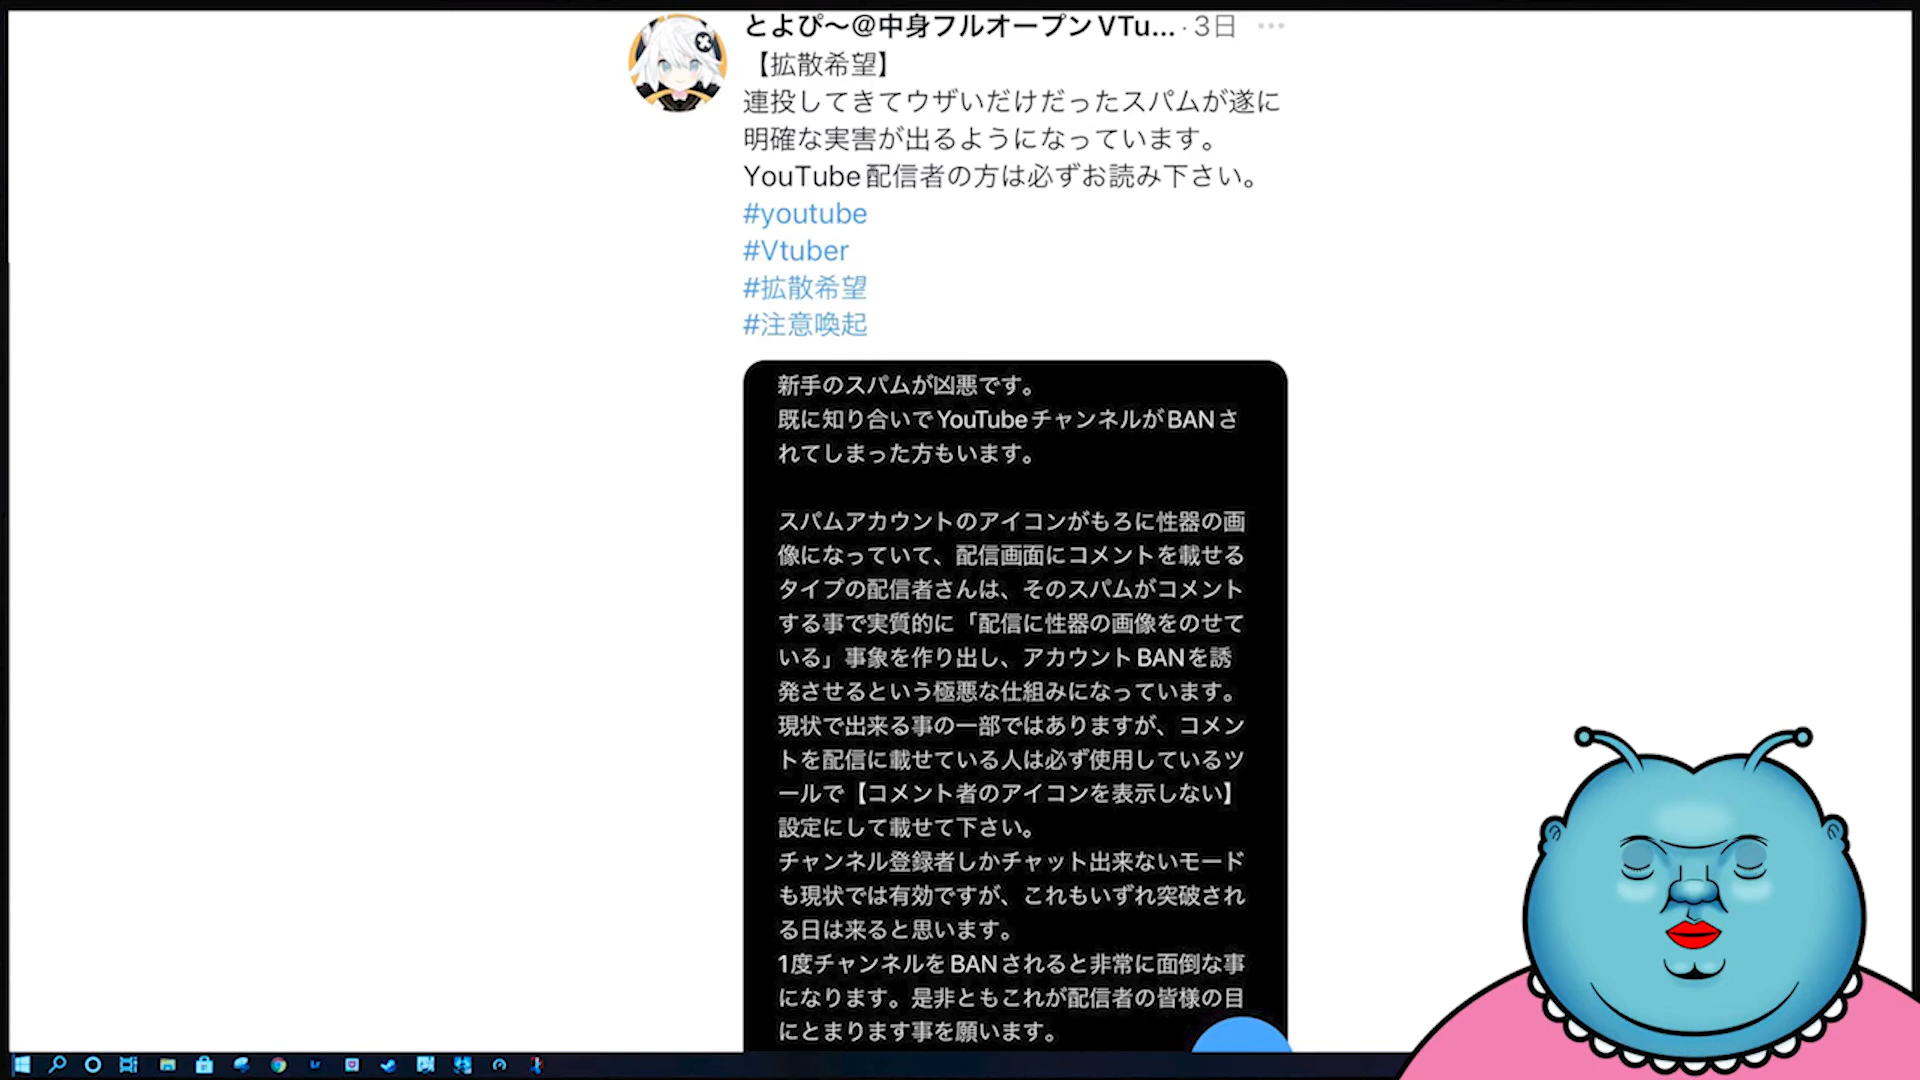 とよぴ〜@中身フルオープンVTu... · 3日
【拡散希望】
連投してきてウザいだけだったスパムが遂に
明確な実害が出るようになっています。
YouTube配信者の方は必ずお読み下さい。
#youtube
#Vtuber
#拡散希望
#注意喚起
新手のスパムが凶悪です。
既に知り合いでYouTubeチャンネルがBANさ
れてしまった方もいます。
スパムアカウントのアイコンがもろに性器の画
像になっていて、配信画面にコメントを載せる
タイプの配信者さんは、そのスパムがコメント
する事で実質的に「配信に性器の画像をのせて
いる」事象を作り出し、アカウントBANを誘
発させるという極悪な仕組みになっています。
現状で出来る事の一部ではありますが、コメン
トを配信に載せている人は必ず使用しているツ
ールで【コメント者のアイコンを表示しない】
設定にして載せて下さい。
チャンネル登録者しかチャット出来ないモード
も現状では有効ですが、これもいずれ突破され
る日は来ると思います。
1度チャンネルをBANされると非常に面倒な事
になります。是非ともこれが配信者の皆様の目
にとまります事を願います。